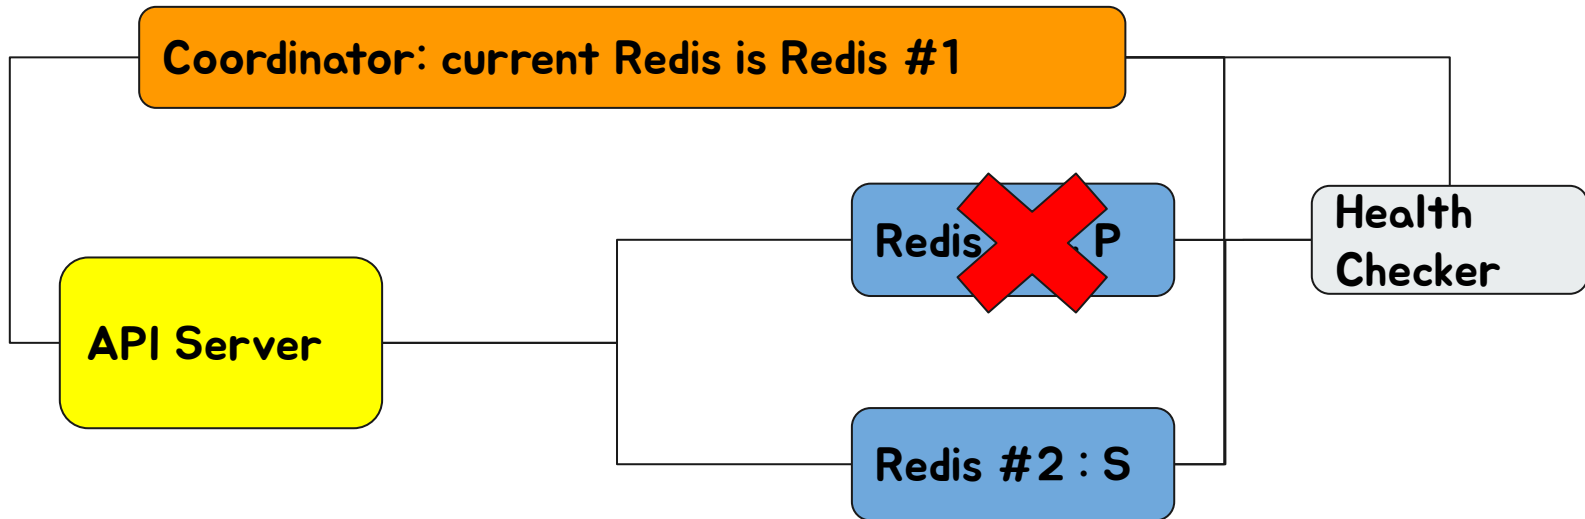 Coordinator: current Redis is Redis #1
Redis P
Health
Checker
API Server
Redis #2 : S